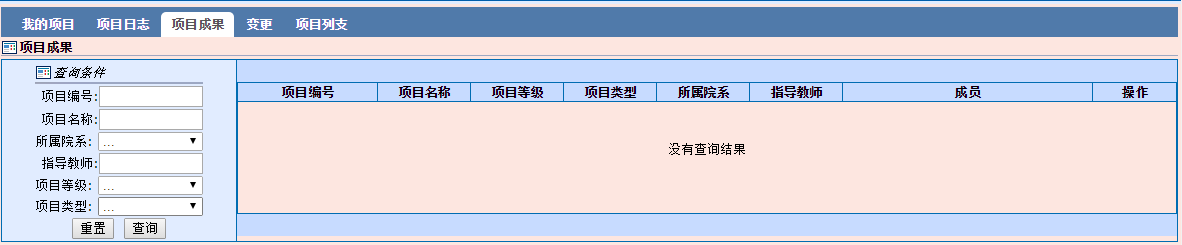 我的项目 项目日志 项目成果 变更 项目列支
项目成果
查询条件
项目编号:
项目名称:
所属院系: ...
指导教师:
项目等级: ...
项目类型: ...
重置 查询
项目编号 项目名称 项目等级 项目类型 所属院系 指导教师 成员 操作
没有查询结果